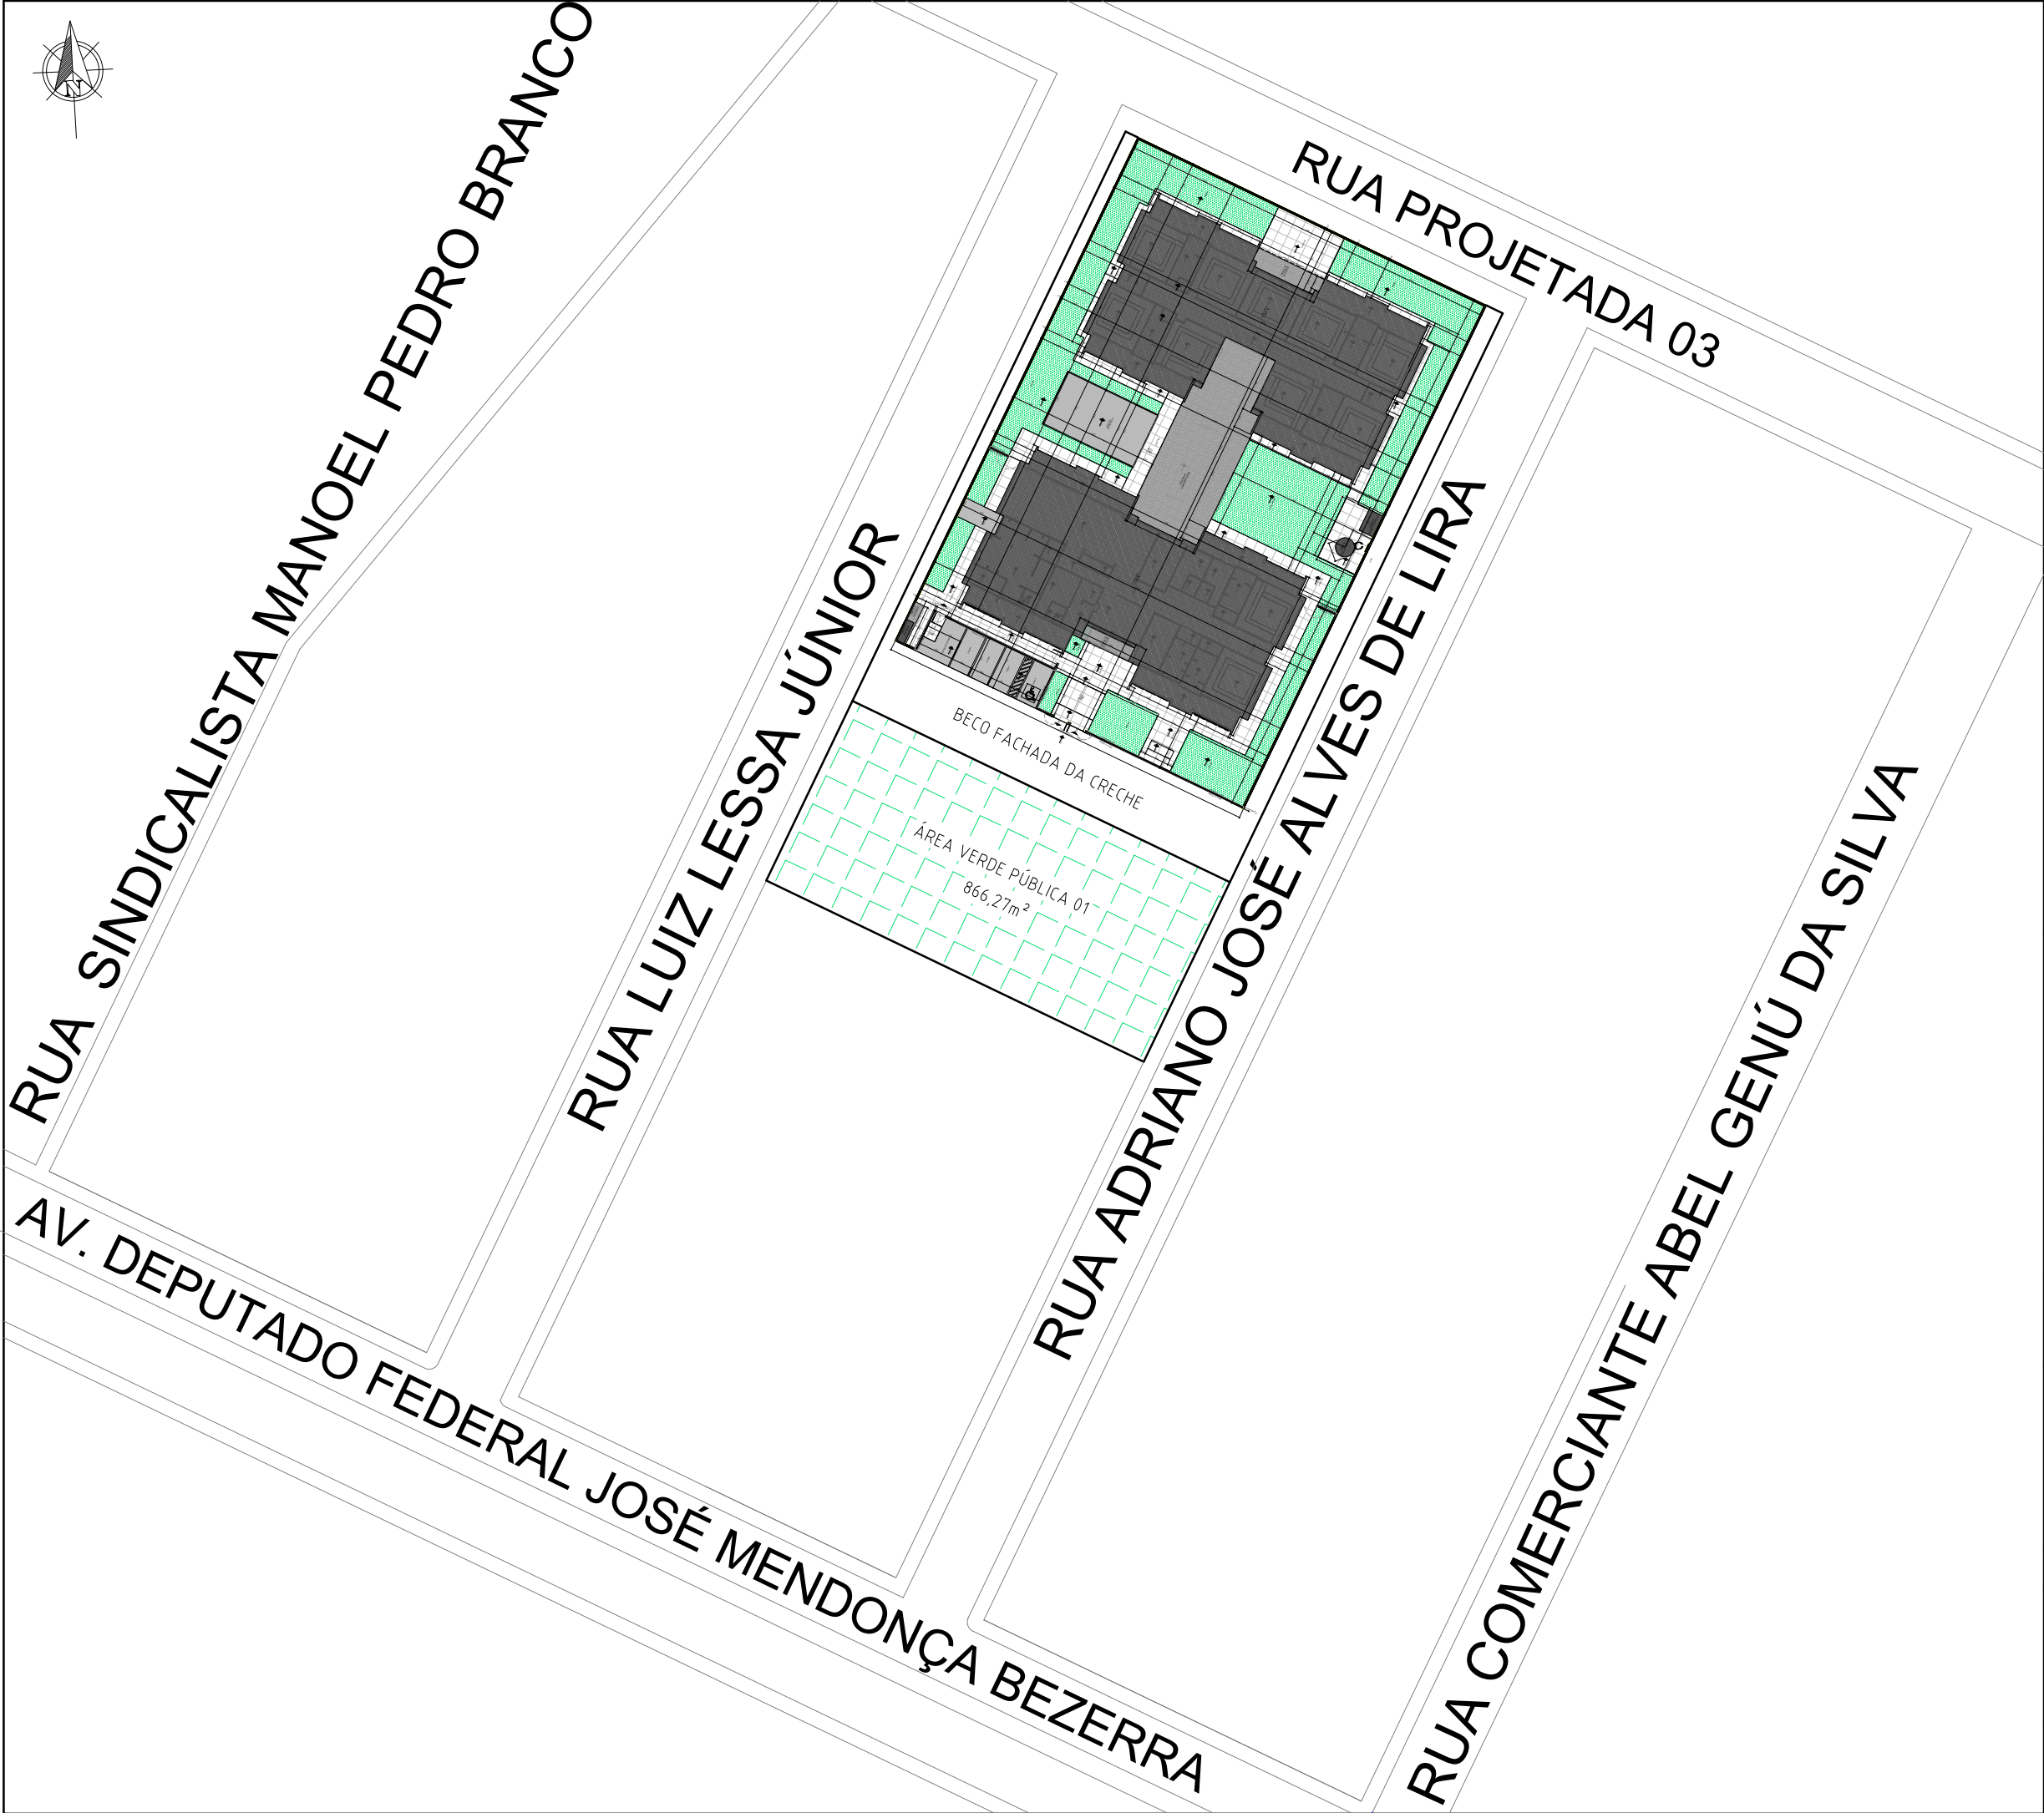 N
RUA SINDICALISTA MANOEL PEDRO BRANCO
RUA PROJETADA 03
RUA LUIZ LESSA JÚNIOR
RUA ADRIANO JOSÉ ALVES DE LIRA
BECO FACHADA DA CRECHE
ÁREA VERDE PÚBLICA 01
866,27m²
RUA COMERCIANTE ABEL GENÚ DA SILVA
AV. DEPUTADO FEDERAL JOSÉ MENDONÇA BEZERRA